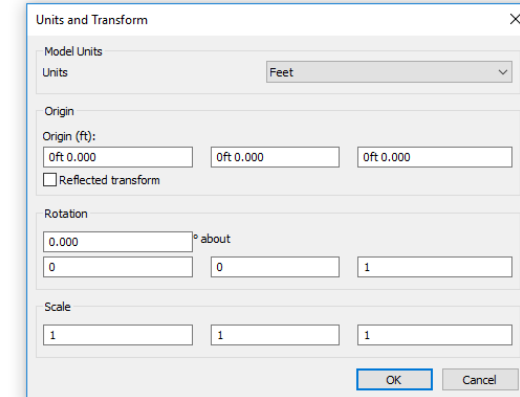 Units and Transform
Model Units
Units Feet
Origin
Origin (ft):
0ft 0.000 0ft 0.000 0ft 0.000
Reflected transform
Rotation
0.000 ° about
0 0 1
Scale
1 1 1
OK Cancel